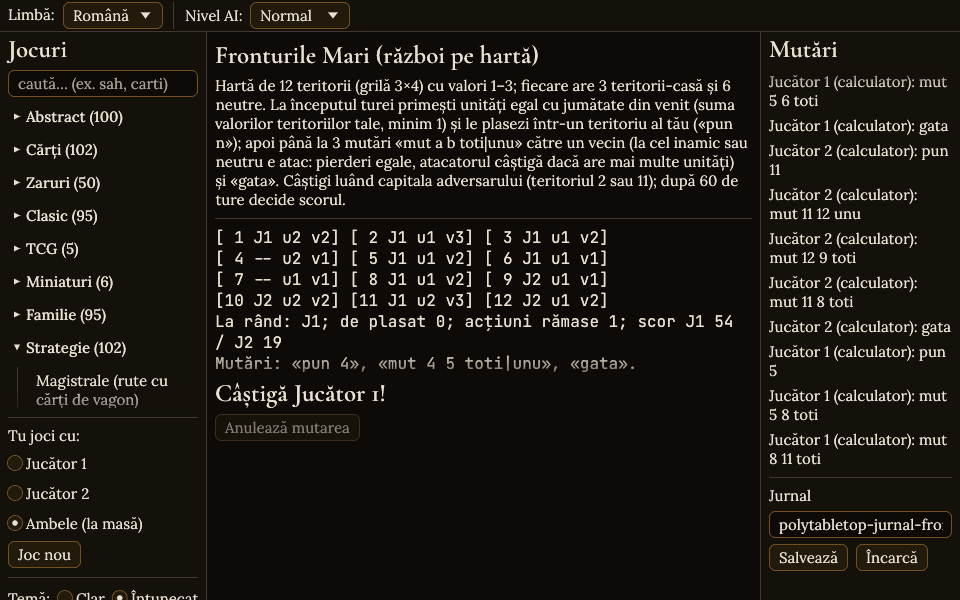 Limbă: Română ▼ Nivel AI: Normal ▼
Jocuri
caută... (ex. sah, carti)
▸ Abstract (100)
▸ Cărți (102)
▸ Zaruri (50)
▸ Clasic (95)
▸ TCG (5)
▸ Miniaturi (6)
▸ Familie (95)
▾ Strategie (102)
Magistrale (rute cu
cărți de vagon)
Tu joci cu:
Jucător 1
Jucător 2
Ambele (la masă)
Joc nou
Temă: Clar Întunecat
Fronturile Mari (război pe hartă)
Hartă de 12 teritorii (grilă 3×4) cu valori 1–3; fiecare are 3 teritorii-casă și 6
neutre. La începutul turei primești unități egal cu jumătate din venit (suma
valorilor teritoriilor tale, minim 1) și le plasezi într-un teritoriu al tău («pun
n»); apoi până la 3 mutări «mut a b toti|unu» către un vecin (la cel inamic sau
neutru e atac: pierderi egale, atacatorul câștigă dacă are mai multe unități)
și «gata». Câștigi luând capitala adversarului (teritoriul 2 sau 11); după 60 de
ture decide scorul.
[ 1 J1 u2 v2] [ 2 J1 u1 v3] [ 3 J1 u1 v2]
[ 4 -- u2 v1] [ 5 J1 u1 v2] [ 6 J1 u1 v1]
[ 7 -- u1 v1] [ 8 J1 u1 v2] [ 9 J2 u1 v1]
[10 J2 u2 v2] [11 J1 u2 v3] [12 J2 u1 v2]
La rând: J1; de plasat 0; acțiuni rămase 1; scor J1 54
/ J2 19
Mutări: «pun 4», «mut 4 5 toti|unu», «gata».
Câștigă Jucător 1!
Anulează mutarea
Mutări
Jucător 1 (calculator): mut
5 6 toti
Jucător 1 (calculator): gata
Jucător 2 (calculator): pun
11
Jucător 2 (calculator):
mut 11 12 unu
Jucător 2 (calculator):
mut 12 9 toti
Jucător 2 (calculator):
mut 11 8 toti
Jucător 2 (calculator): gata
Jucător 1 (calculator): pun
5
Jucător 1 (calculator): mut
5 8 toti
Jucător 1 (calculator): mut
8 11 toti
Jurnal
polytabletop-jurnal-fro
Salvează Încarcă